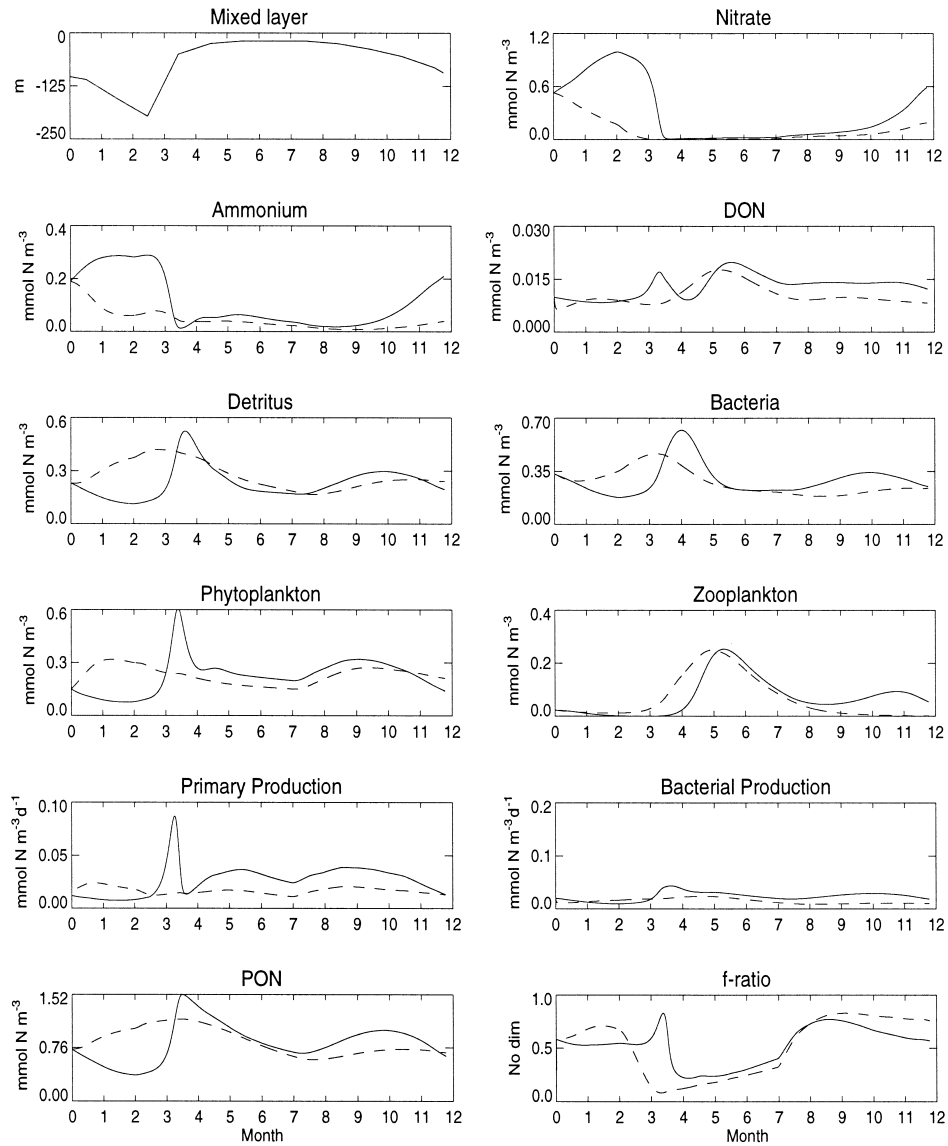 Mixed layer
0
-125
-250
m
0 1 2 3 4 5 6 7 8 9 10 11 12
Nitrate
1.2
0.6
0.0
mmol N m-3
0 1 2 3 4 5 6 7 8 9 10 11 12
Ammonium
0.4
0.2
0.0
mmol N m-3
0 1 2 3 4 5 6 7 8 9 10 11 12
DON
0.030
0.015
0.000
mmol N m-3
0 1 2 3 4 5 6 7 8 9 10 11 12
Detritus
0.6
0.3
0.0
mmol N m-3
0 1 2 3 4 5 6 7 8 9 10 11 12
Bacteria
0.70
0.35
0.00
mmol N m-3
0 1 2 3 4 5 6 7 8 9 10 11 12
Phytoplankton
0.6
0.3
0.0
mmol N m-3
0 1 2 3 4 5 6 7 8 9 10 11 12
Zooplankton
0.4
0.2
0.0
mmol N m-3
0 1 2 3 4 5 6 7 8 9 10 11 12
Primary Production
0.10
0.05
0.00
mmol N m-3d-1
0 1 2 3 4 5 6 7 8 9 10 11 12
Bacterial Production
0.2
0.1
0.0
mmol N m-3d-1
0 1 2 3 4 5 6 7 8 9 10 11 12
PON
1.52
0.76
0.00
mmol N m-3
0 1 2 3 4 5 6 7 8 9 10 11 12
Month
f-ratio
1.0
0.5
0.0
No dim
0 1 2 3 4 5 6 7 8 9 10 11 12
Month